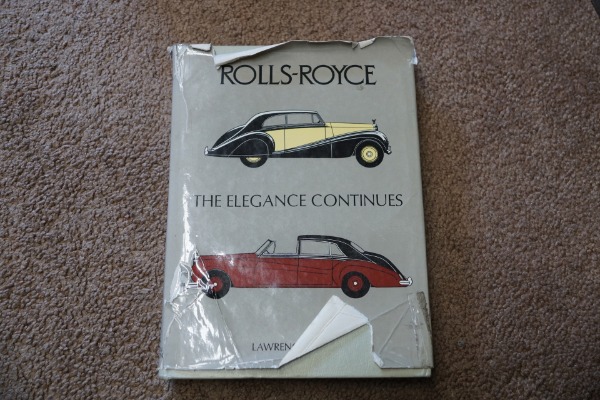 ROLLS-ROYCE
THE ELEGANCE CONTINUES